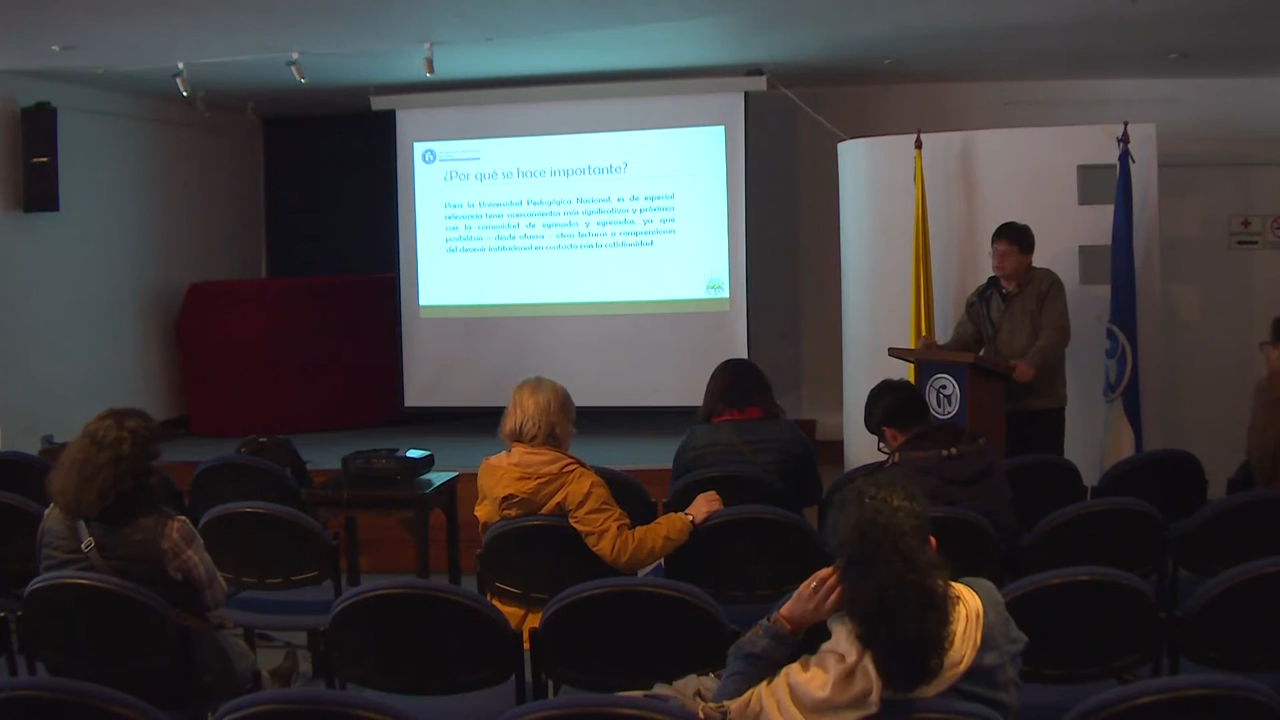 ¿Por qué se hace importante?
Para la Universidad Pedagógica Nacional, es de especial
relevancia tener acercamientos más significativos y próximos
con la comunidad de egresados y egresadas, ya que
posibilitan – desde afuera – otras lecturas o comprensiones
del devenir institucional en contacto con la cotidianidad.